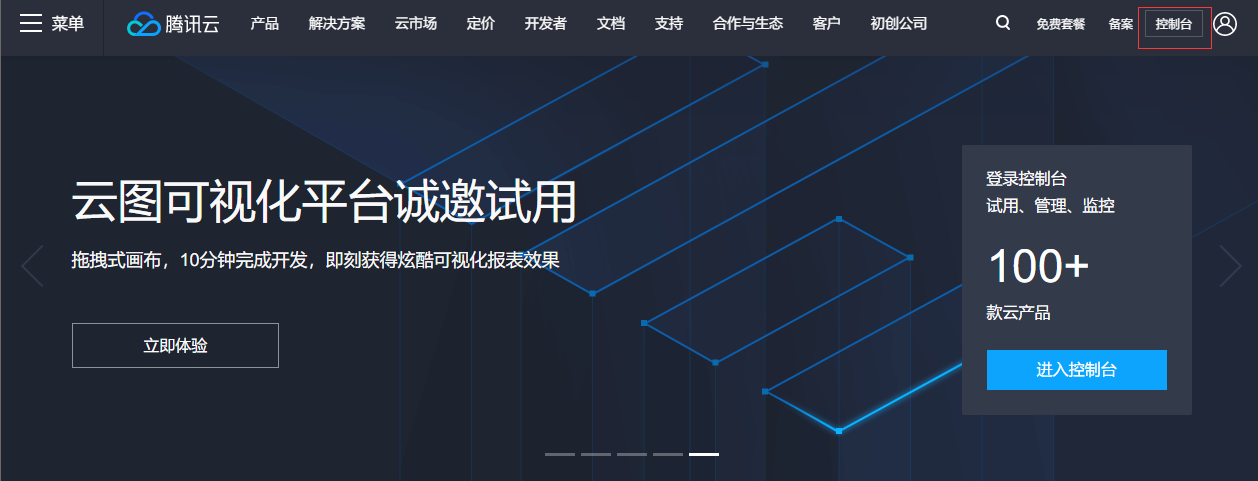 菜单 腾讯云 产品 解决方案 云市场 定价 开发者 文档 支持 合作与生态 客户 初创公司 免费套餐 备案 控制台
云图可视化平台诚邀试用
拖拽式画布，10分钟完成开发，即刻获得炫酷可视化报表效果
立即体验
登录控制台
试用、管理、监控
100+
款云产品
进入控制台